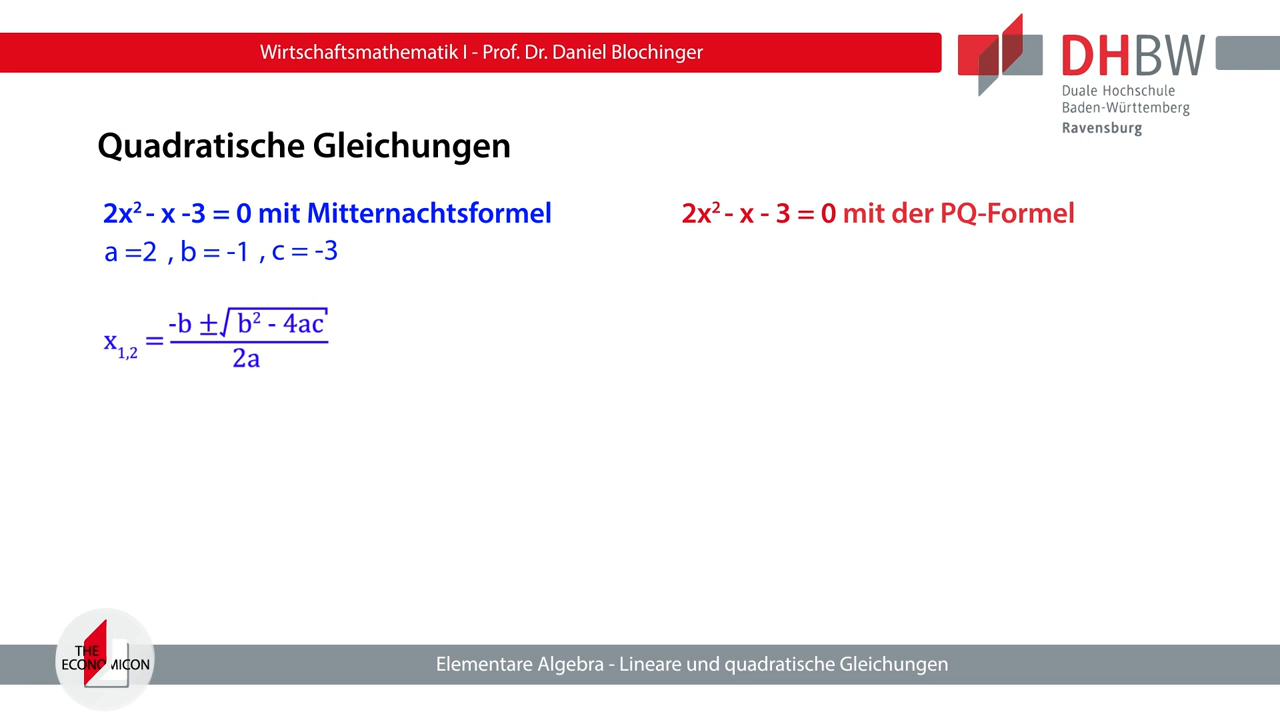 Wirtschaftsmathematik I - Prof. Dr. Daniel Blochinger
DHBW
Duale Hochschule
Baden-Württemberg
Ravensburg
Quadratische Gleichungen
2x² - x -3 = 0 mit Mitternachtsformel
a =2 , b = -1 , c = -3
x₁,₂ = (-b ±√(b² - 4ac)) / 2a
2x² - x - 3 = 0 mit der PQ-Formel
THE
ECONOMICON
Elementare Algebra - Lineare und quadratische Gleichungen